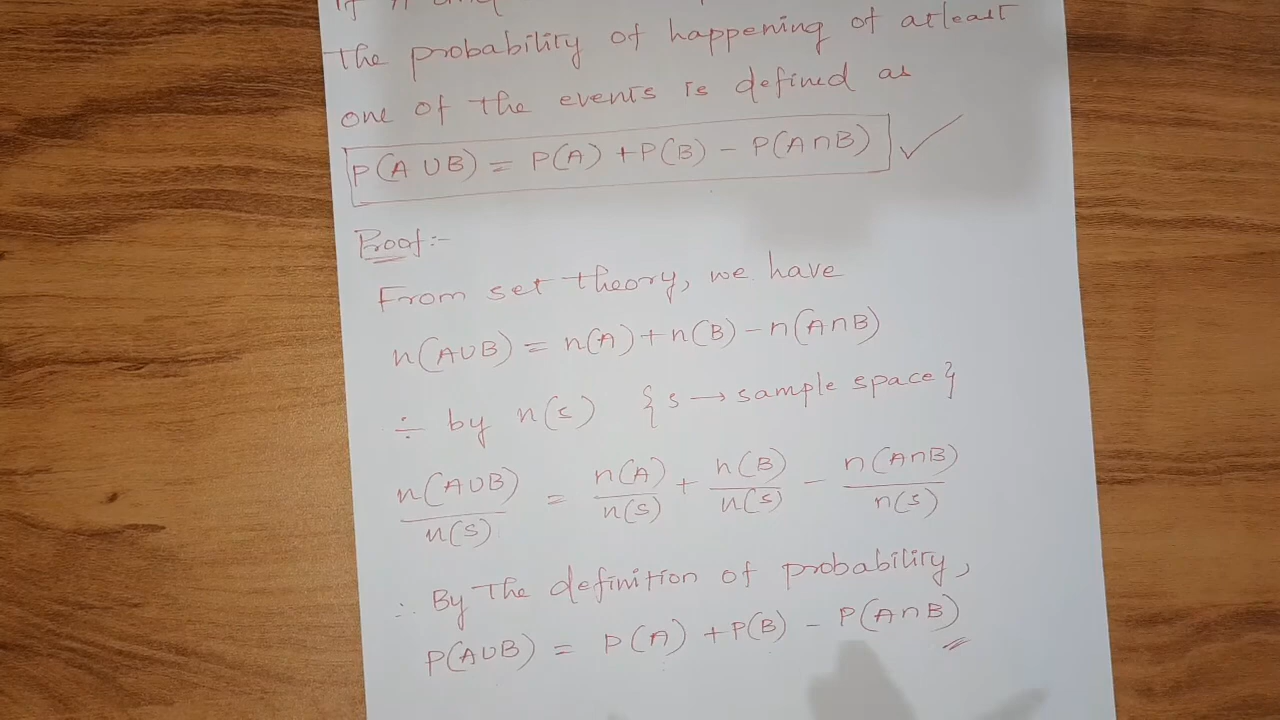 the probability of happening of atleast
one of the events is defined as
P(A ∪ B) = P(A) + P(B) - P(A∩B) ✓
Proof:-
From set theory, we have
n(A∪B) = n(A) + n(B) - n(A∩B)
÷ by n(s) {s → sample space}
n(A∪B)/n(s) = n(A)/n(s) + n(B)/n(s) - n(A∩B)/n(s)
∴ By the definition of probability,
P(A∪B) = P(A) + P(B) - P(A∩B)